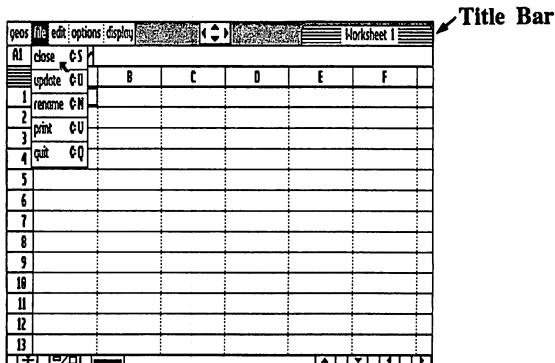 Title Bar
geos file edit options display Worksheet 1
A1 close C= S
update C= U
B C D E F
1 rename C= N
2
3 print C= U
4 quit C= Q
5
6
7
8
9
10
11
12
13